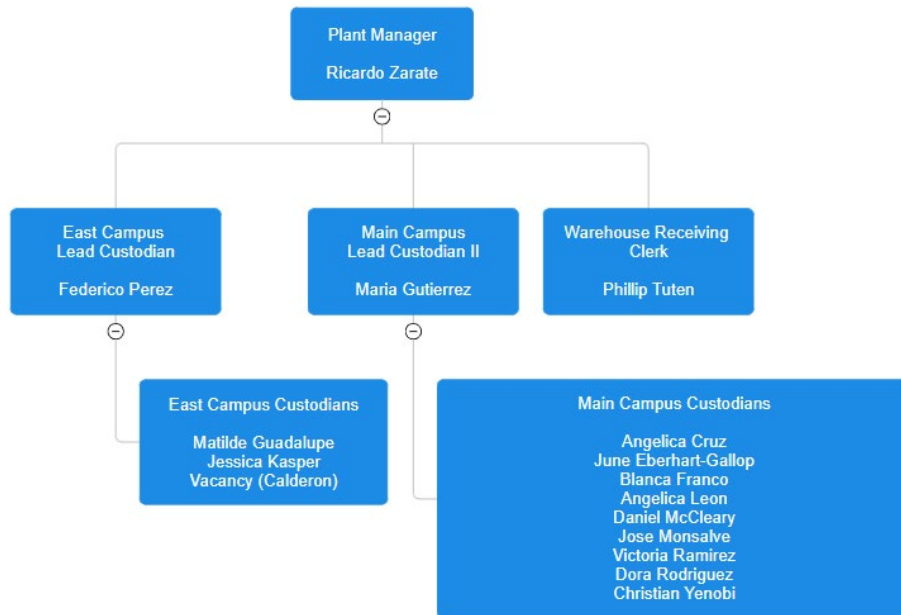 Plant Manager
Ricardo Zarate
East Campus
Lead Custodian
Federico Perez
Main Campus
Lead Custodian II
Maria Gutierrez
Warehouse Receiving
Clerk
Phillip Tuten
East Campus Custodians
Matilde Guadalupe
Jessica Kasper
Vacancy (Calderon)
Main Campus Custodians
Angelica Cruz
June Eberhart-Gallop
Blanca Franco
Angelica Leon
Daniel McCleary
Jose Monsalve
Victoria Ramirez
Dora Rodriguez
Christian Yenobi